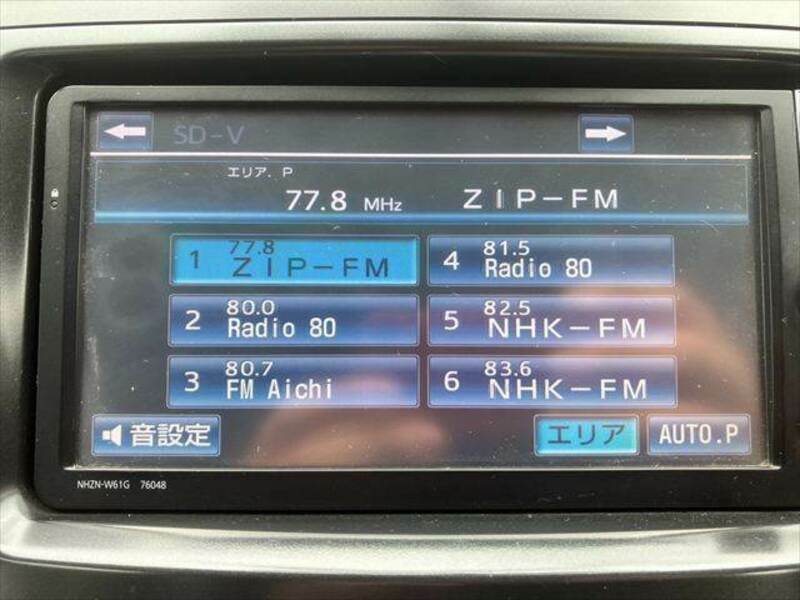 SD-V
エリア. P
77.8 MHz ZIP-FM
1 77.8 ZIP-FM
2 80.0 Radio 80
3 80.7 FM Aichi
4 81.5 Radio 80
5 82.5 NHK-FM
6 83.6 NHK-FM
音設定
エリア
AUTO.P
NHZN-W61G 76048